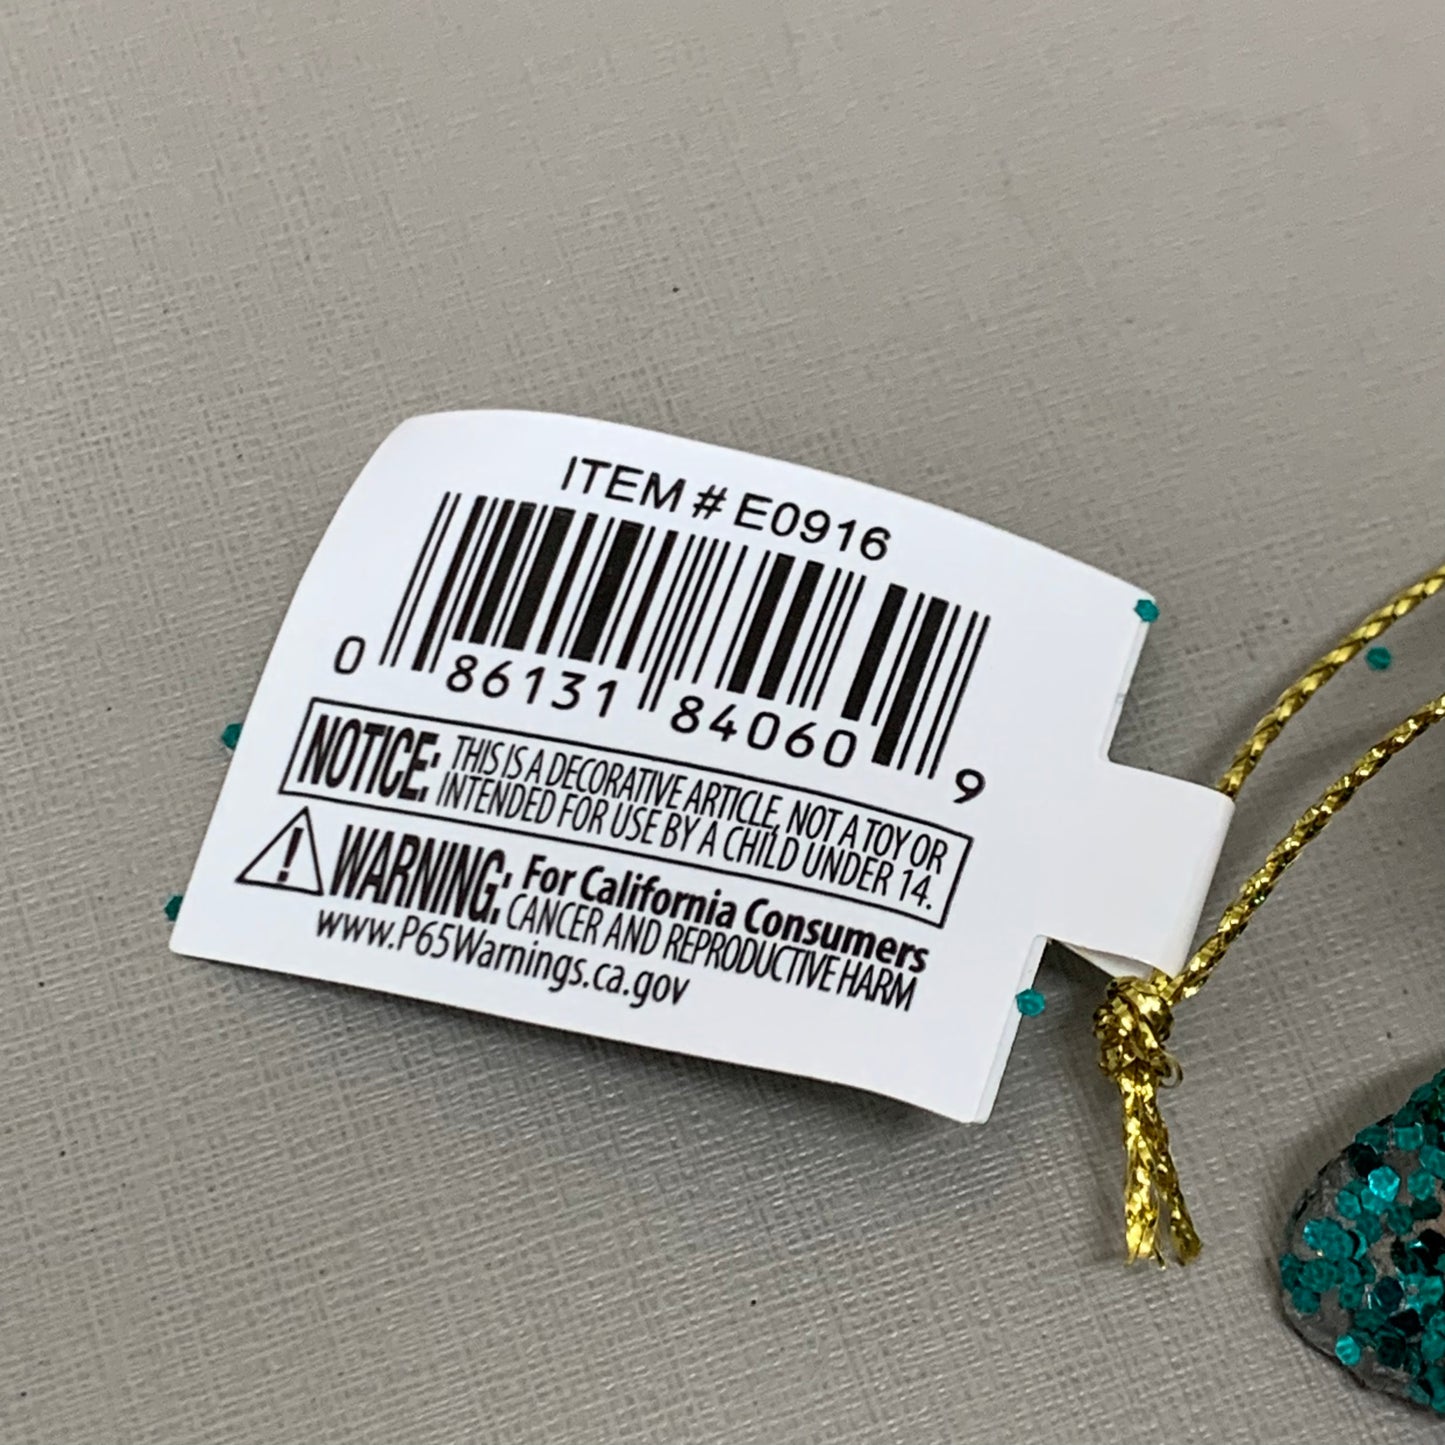 ITEM # E0916
0 86131 84060 9
NOTICE: THIS IS A DECORATIVE ARTICLE, NOT A TOY OR
INTENDED FOR USE BY A CHILD UNDER 14.
WARNING: For California Consumers
CANCER AND REPRODUCTIVE HARM
www.P65Warnings.ca.gov